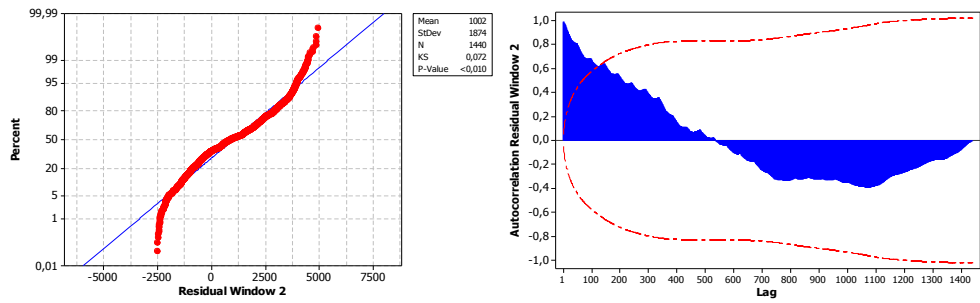 99,99
99
95
80
50
20
5
1
0,01
Percent
-5000 -2500 0 2500 5000 7500
Residual Window 2
Mean 1002
StDev 1874
N 1440
KS 0,072
P-Value <0,010
1,0
0,8
0,6
0,4
0,2
0,0
-0,2
-0,4
-0,6
-0,8
-1,0
Autocorrelation Residual Window 2
1 100 200 300 400 500 600 700 800 900 1000 1100 1200 1300 1400
Lag